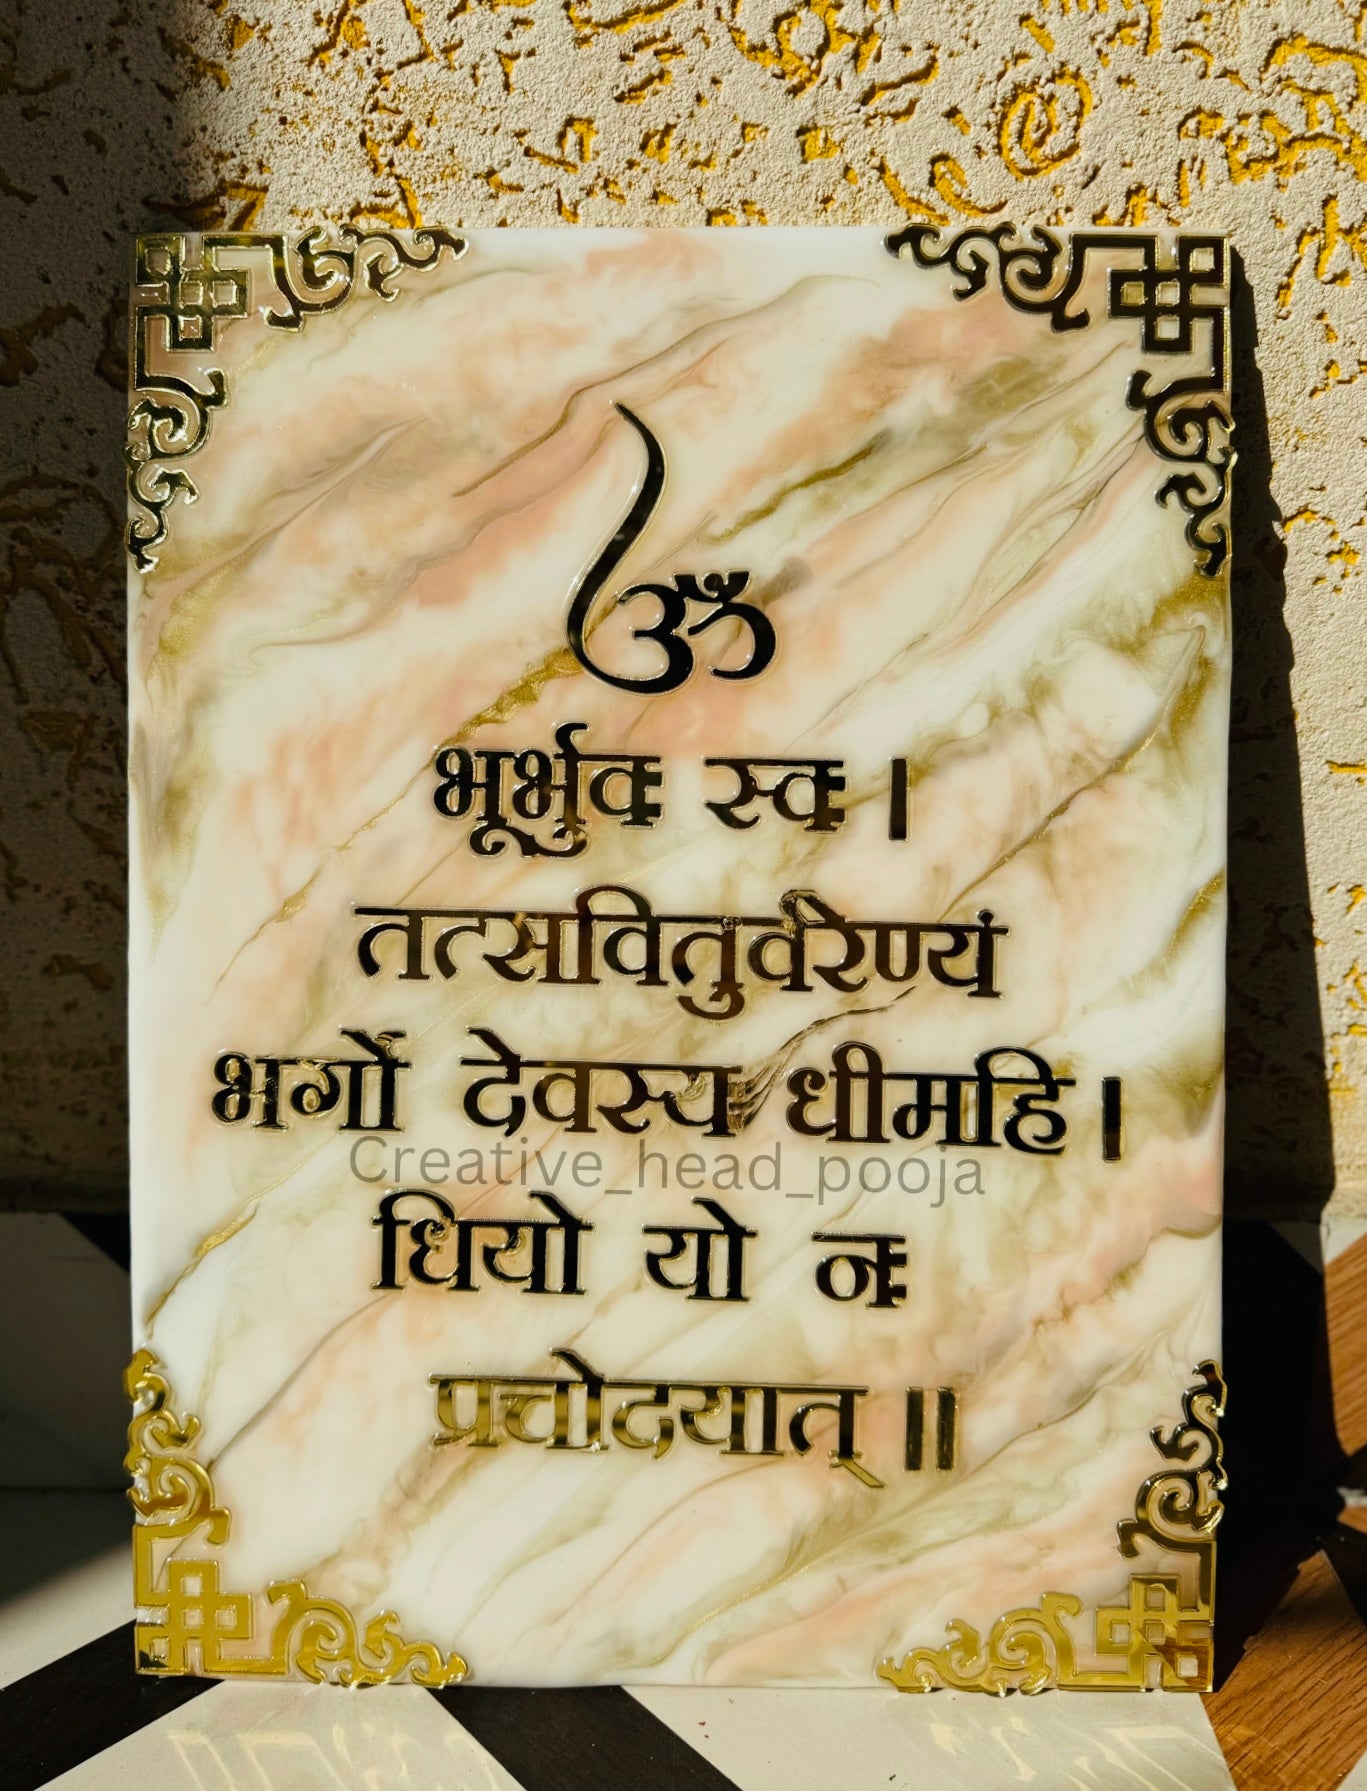 ॐ
भूर्भुवः स्वः ।
तत्सवितुर्वरेण्यं
भर्गो देवस्य धीमहि ।
Creative_head_pooja
धियो यो नः
प्रचोदयात् ॥